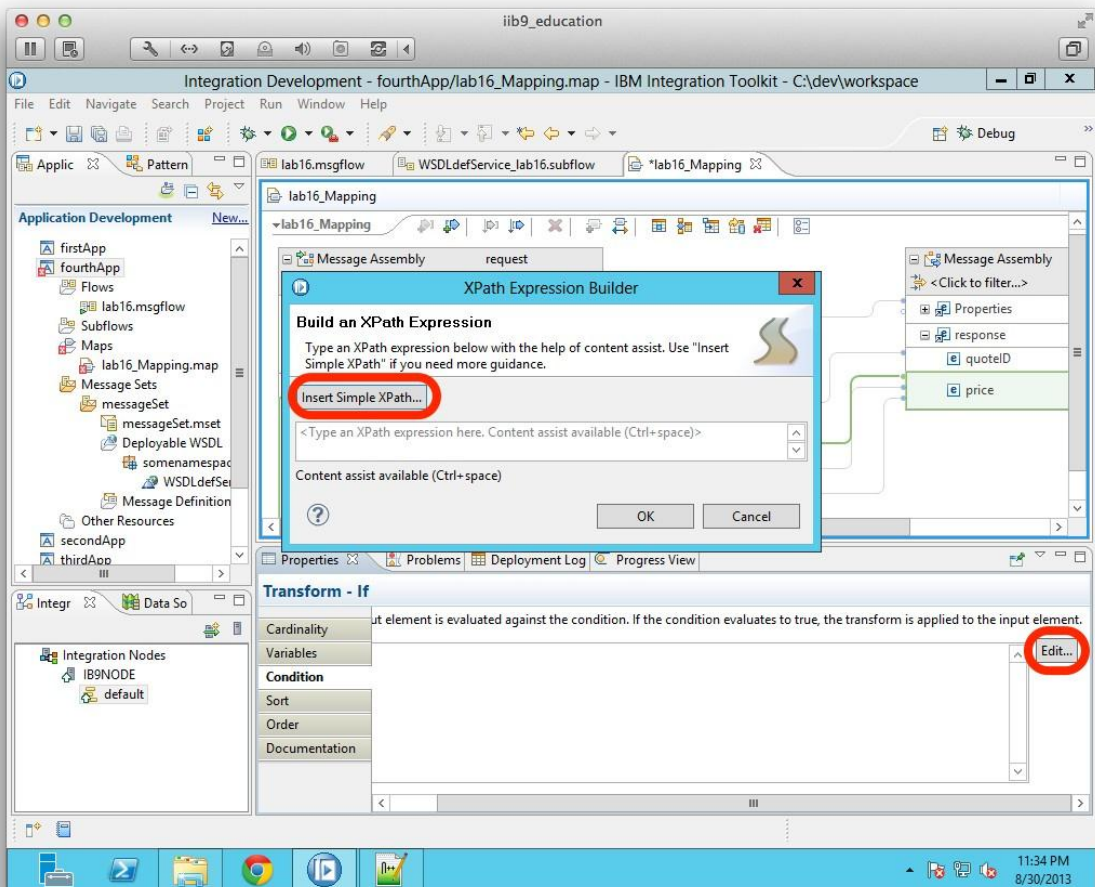 iib9_education
Integration Development - fourthApp/lab16_Mapping.map - IBM Integration Toolkit - C:\dev\workspace
File Edit Navigate Search Project Run Window Help
Debug
Applic Pattern
lab16.msgflow WSDLdefService_lab16.subflow *lab16_Mapping
Application Development New...
firstApp
fourthApp
Flows
lab16.msgflow
Subflows
Maps
lab16_Mapping.map
Message Sets
messageSet
messageSet.mset
Deployable WSDL
somenamespac
WSDLdefSer
Message Definition
Other Resources
secondApp
thirdApp
lab16_Mapping
lab16_Mapping
Message Assembly request
Message Assembly
<Click to filter...>
Properties
response
quoteID
price
XPath Expression Builder
Build an XPath Expression
Type an XPath expression below with the help of content assist. Use "Insert
Simple XPath" if you need more guidance.
Insert Simple XPath...
<Type an XPath expression here. Content assist available (Ctrl+space)>
Content assist available (Ctrl+space)
OK Cancel
Integr Data So
Integration Nodes
IB9NODE
default
Properties Problems Deployment Log Progress View
Transform - If
ut element is evaluated against the condition. If the condition evaluates to true, the transform is applied to the input element.
Cardinality
Variables
Condition
Sort
Order
Documentation
Edit...
11:34 PM
8/30/2013